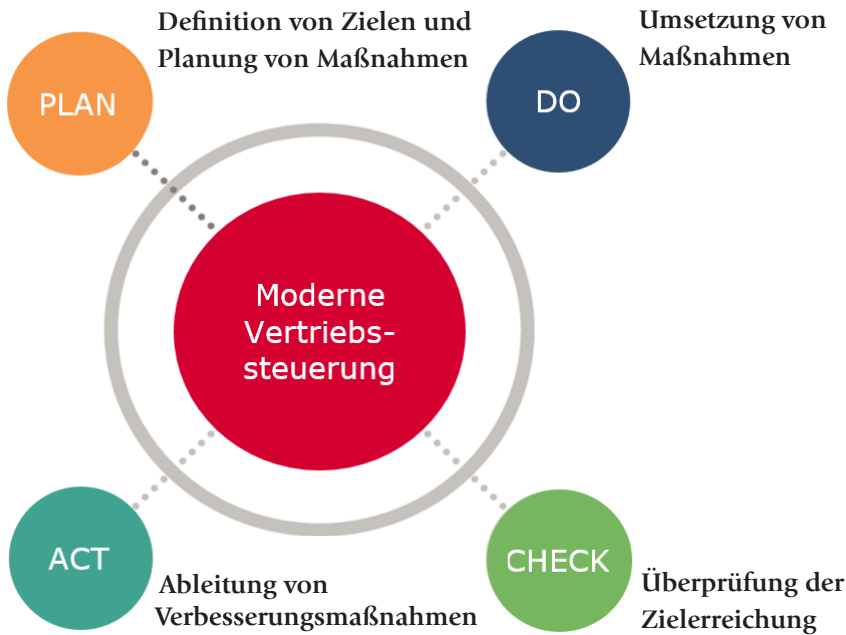 PLAN
Definition von Zielen und
Planung von Maßnahmen
DO
Umsetzung von
Maßnahmen
Moderne
Vertriebs-
steuerung
ACT
Ableitung von
Verbesserungsmaßnahmen
CHECK
Überprüfung der
Zielerreichung